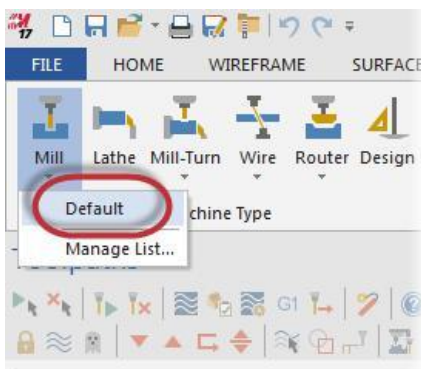 17
FILE HOME WIREFRAME SURFACE
Mill Lathe Mill-Turn Wire Router Design
Default
chine Type
Manage List...
G1